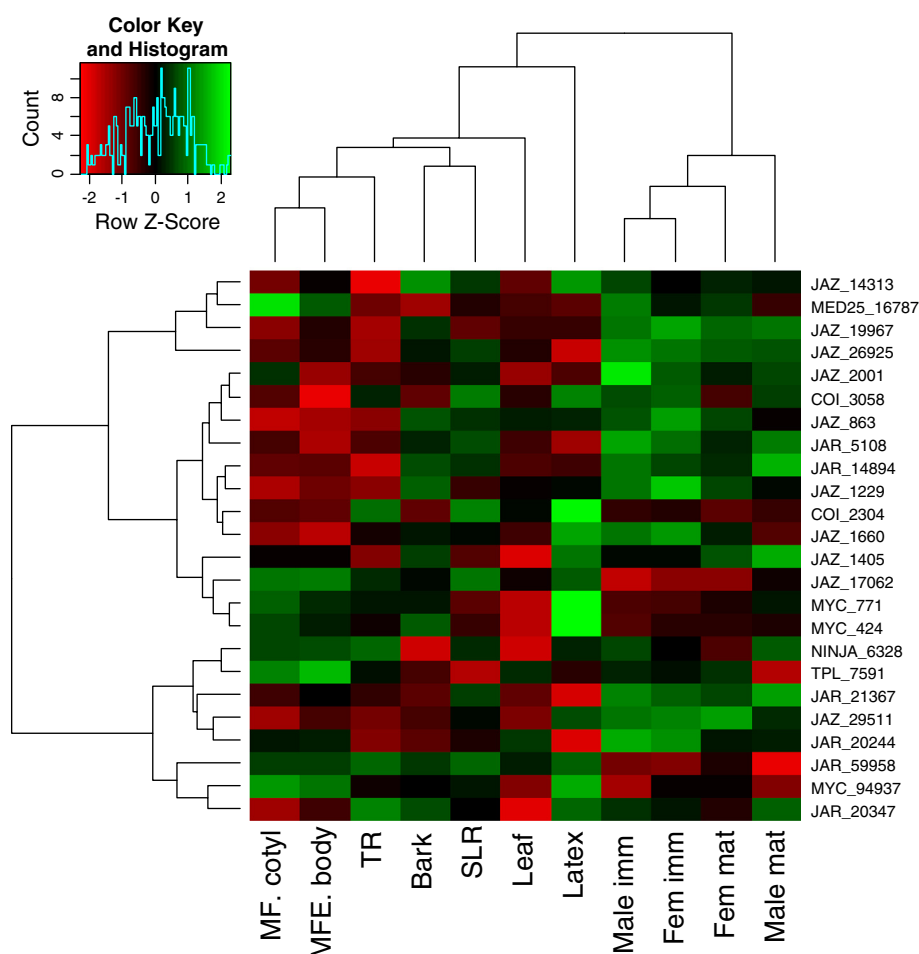 Color Key
and Histogram
Count
0 4 8
-2 -1 0 1 2
Row Z-Score
JAZ_14313
MED25_16787
JAZ_19967
JAZ_26925
JAZ_2001
COI_3058
JAZ_863
JAR_5108
JAR_14894
JAZ_1229
COI_2304
JAZ_1660
JAZ_1405
JAZ_17062
MYC_771
MYC_424
NINJA_6328
TPL_7591
JAR_21367
JAZ_29511
JAR_20244
JAR_59958
MYC_94937
JAR_20347
MF. cotyl
MFE. body
TR
Bark
SLR
Leaf
Latex
Male imm
Fem imm
Fem mat
Male mat